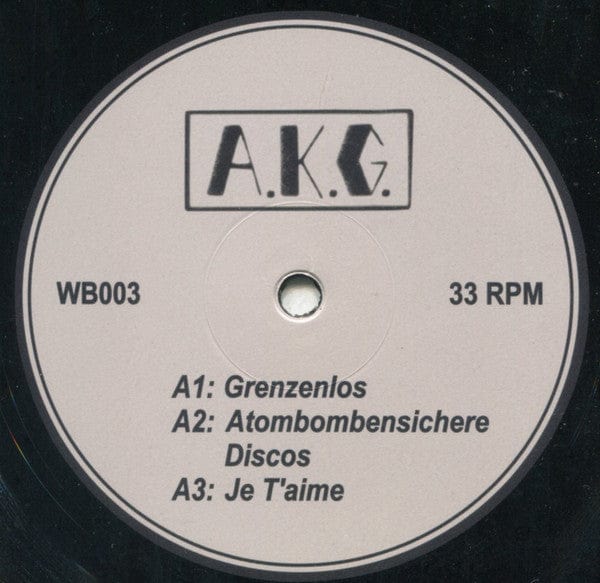 A.K.G.
WB003
33 RPM
A1: Grenzenlos
A2: Atombombensichere
Discos
A3: Je T'aime